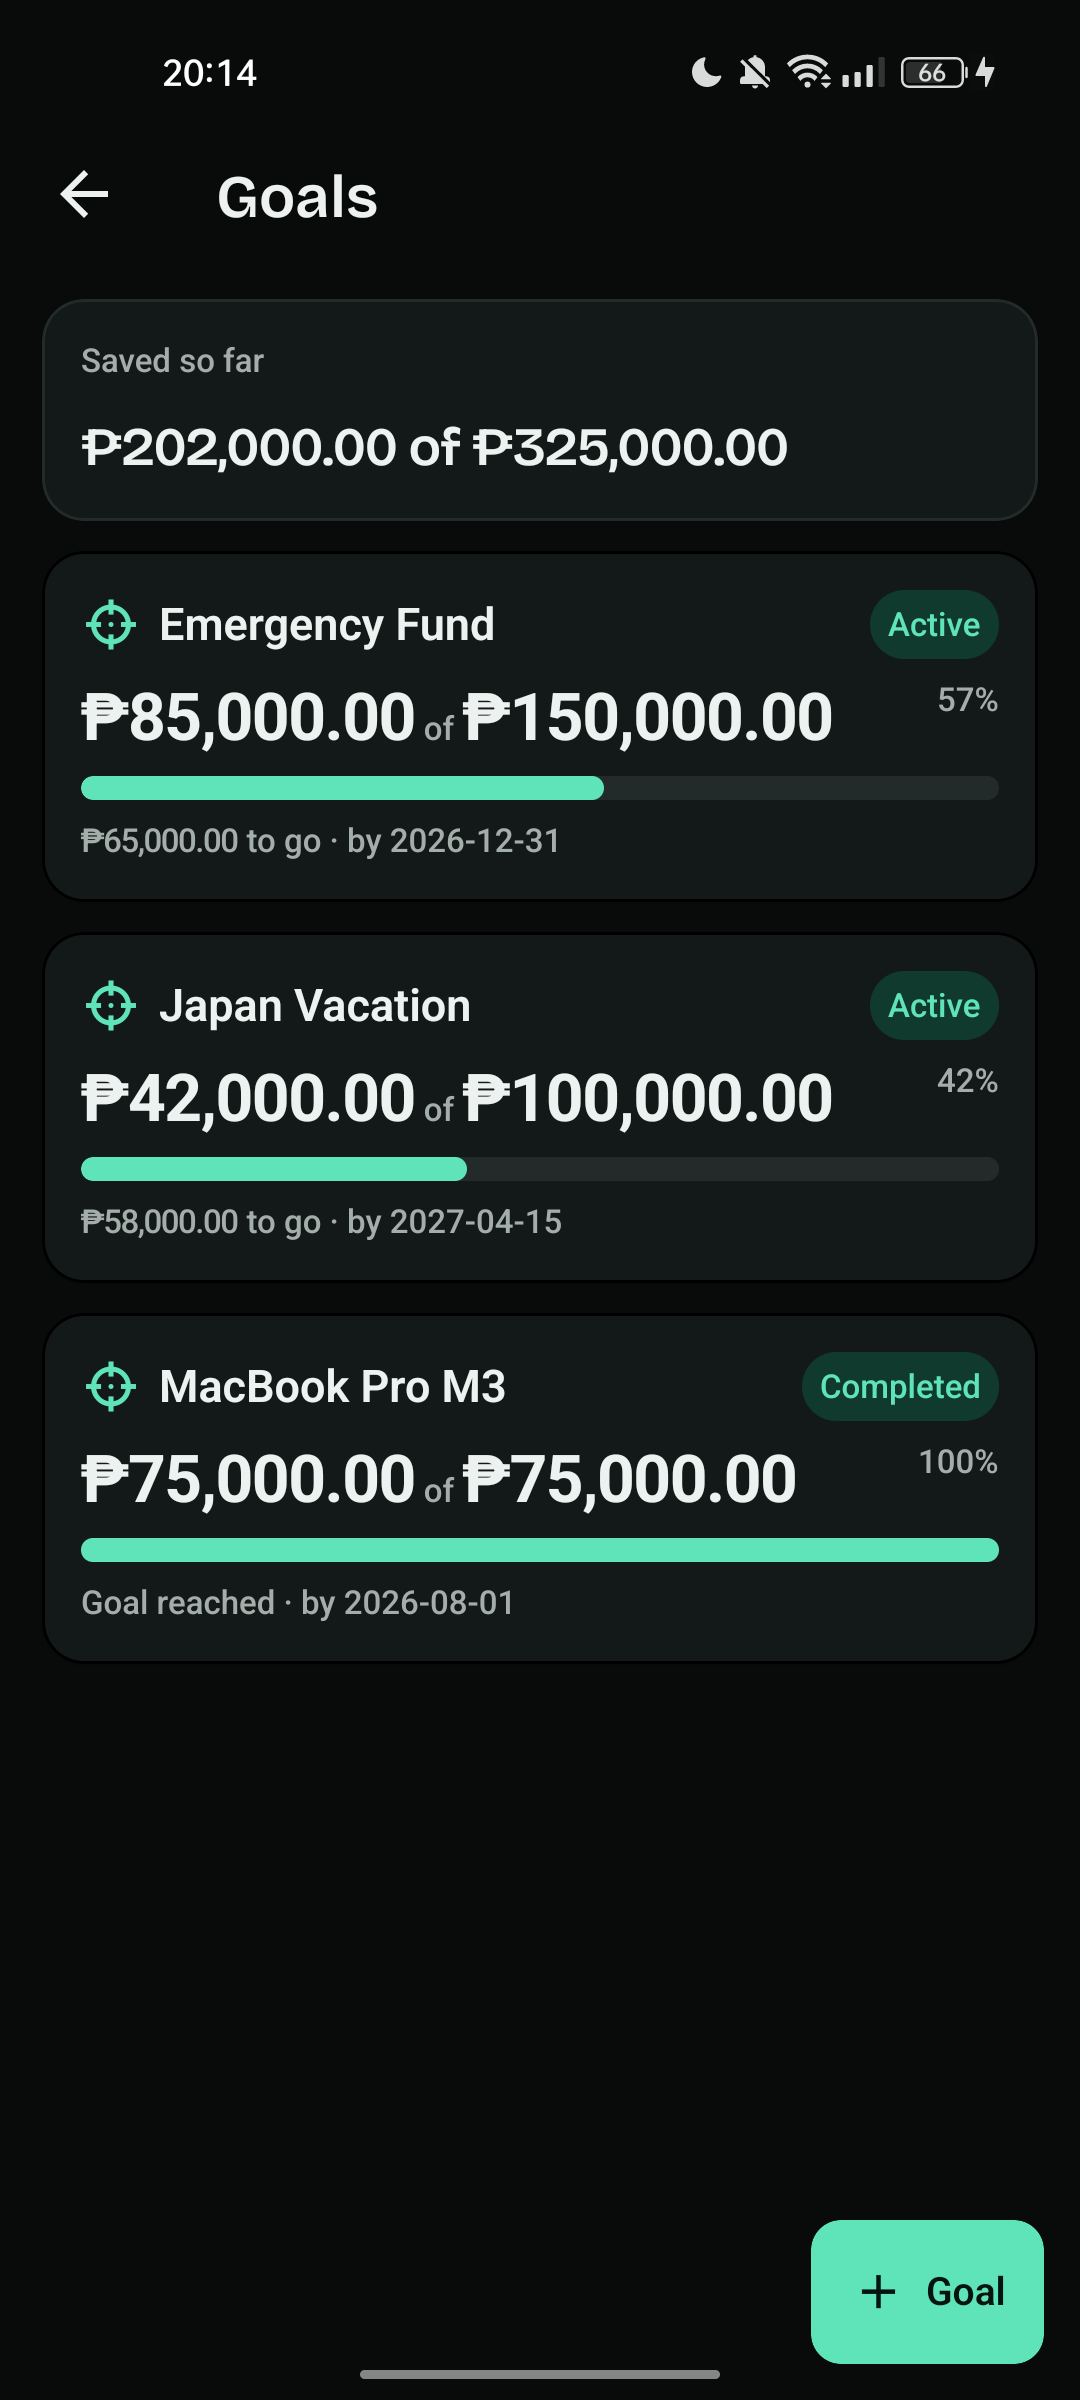 20:14
66
Goals
Saved so far
₱202,000.00 of ₱325,000.00
Emergency Fund
Active
₱85,000.00 of ₱150,000.00
57%
₱65,000.00 to go · by 2026-12-31
Japan Vacation
Active
₱42,000.00 of ₱100,000.00
42%
₱58,000.00 to go · by 2027-04-15
MacBook Pro M3
Completed
₱75,000.00 of ₱75,000.00
100%
Goal reached · by 2026-08-01
+ Goal